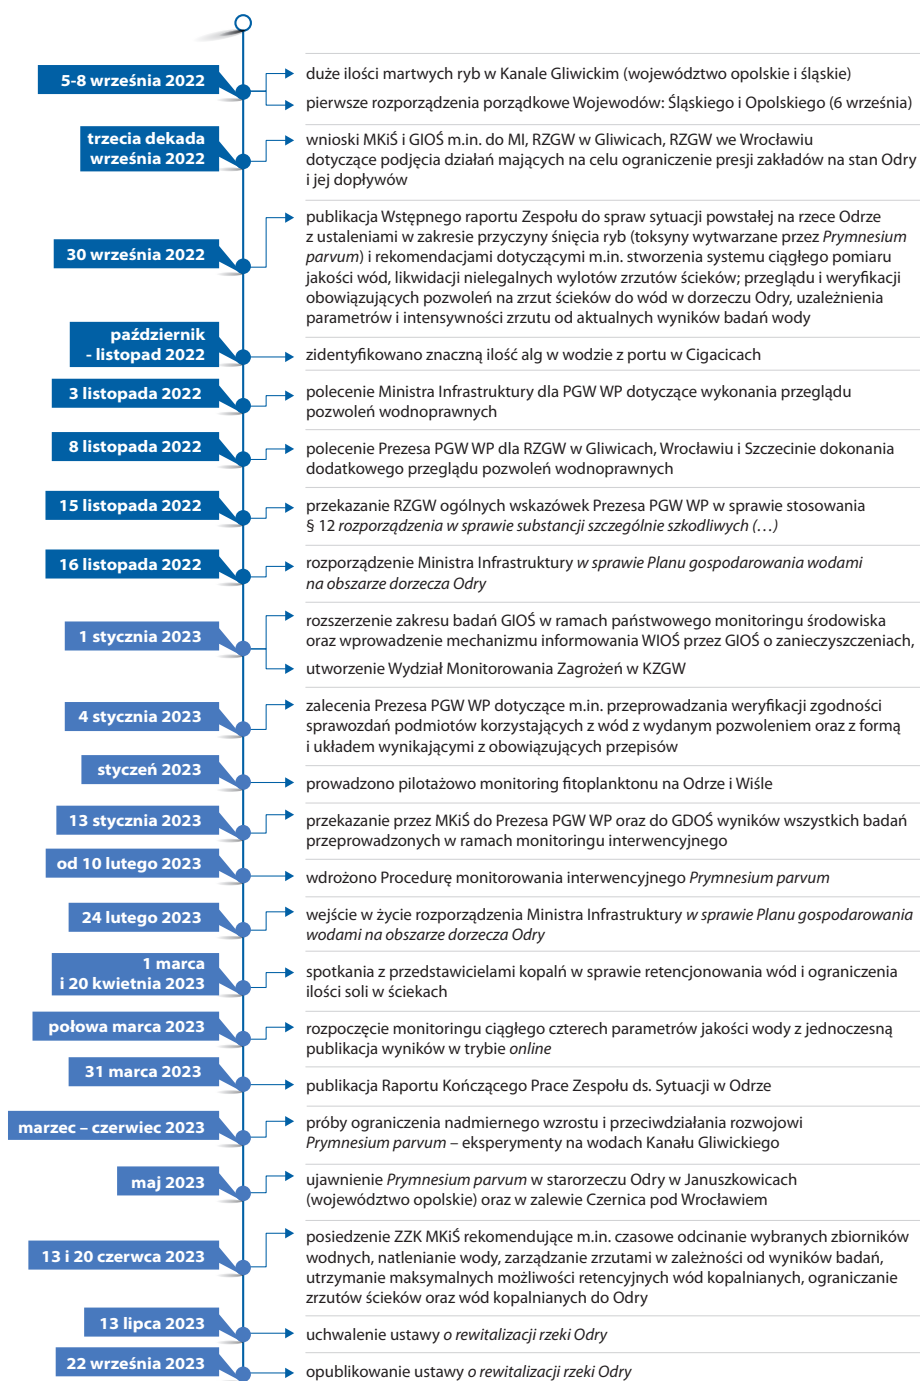 5-8 września 2022
duże ilości martwych ryb w Kanale Gliwickim (województwo opolskie i śląskie)
pierwsze rozporządzenia porządkowe Wojewodów: Śląskiego i Opolskiego (6 września)
trzecia dekada
września 2022
wnioski MKiŚ i GIOŚ m.in. do MI, RZGW w Gliwicach, RZGW we Wrocławiu
dotyczące podjęcia działań mających na celu ograniczenie presji zakładów na stan Odry
i jej dopływów
30 września 2022
publikacja Wstępnego raportu Zespołu do spraw sytuacji powstałej na rzece Odrze
z ustaleniami w zakresie przyczyny śnięcia ryb (toksyny wytwarzane przez Prymnesium
parvum) i rekomendacjami dotyczącymi m.in. stworzenia systemu ciągłego pomiaru
jakości wód, likwidacji nielegalnych wylotów zrzutów ścieków; przeglądu i weryfikacji
obowiązujących pozwoleń na zrzut ścieków do wód w dorzeczu Odry, uzależnienia
parametrów i intensywności zrzutu od aktualnych wyników badań wody
październik
- listopad 2022
zidentyfikowano znaczną ilość alg w wodzie z portu w Cigacicach
3 listopada 2022
polecenie Ministra Infrastruktury dla PGW WP dotyczące wykonania przeglądu
pozwoleń wodnoprawnych
8 listopada 2022
polecenie Prezesa PGW WP dla RZGW w Gliwicach, Wrocławiu i Szczecinie dokonania
dodatkowego przeglądu pozwoleń wodnoprawnych
15 listopada 2022
przekazanie RZGW ogólnych wskazówek Prezesa PGW WP w sprawie stosowania
§ 12 rozporządzenia w sprawie substancji szczególnie szkodliwych (…)
16 listopada 2022
rozporządzenie Ministra Infrastruktury w sprawie Planu gospodarowania wodami
na obszarze dorzecza Odry
1 stycznia 2023
rozszerzenie zakresu badań GIOŚ w ramach państwowego monitoringu środowiska
oraz wprowadzenie mechanizmu informowania WIOŚ przez GIOŚ o zanieczyszczeniach,
utworzenie Wydział Monitorowania Zagrożeń w KZGW
4 stycznia 2023
zalecenia Prezesa PGW WP dotyczące m.in. przeprowadzania weryfikacji zgodności
sprawozdań podmiotów korzystających z wód z wydanym pozwoleniem oraz z formą
i układem wynikającymi z obowiązujących przepisów
styczeń 2023
prowadzono pilotażowo monitoring fitoplanktonu na Odrze i Wiśle
13 stycznia 2023
przekazanie przez MKiŚ do Prezesa PGW WP oraz do GDOŚ wyników wszystkich badań
przeprowadzonych w ramach monitoringu interwencyjnego
od 10 lutego 2023
wdrożono Procedurę monitorowania interwencyjnego Prymnesium parvum
24 lutego 2023
wejście w życie rozporządzenia Ministra Infrastruktury w sprawie Planu gospodarowania
wodami na obszarze dorzecza Odry
1 marca
i 20 kwietnia 2023
spotkania z przedstawicielami kopalń w sprawie retencjonowania wód i ograniczenia
ilości soli w ściekach
połowa marca 2023
rozpoczęcie monitoringu ciągłego czterech parametrów jakości wody z jednoczesną
publikacja wyników w trybie online
31 marca 2023
publikacja Raportu Kończącego Prace Zespołu ds. Sytuacji w Odrze
marzec – czerwiec 2023
próby ograniczenia nadmiernego wzrostu i przeciwdziałania rozwojowi
Prymnesium parvum – eksperymenty na wodach Kanału Gliwickiego
maj 2023
ujawnienie Prymnesium parvum w starorzeczu Odry w Januszkowicach
(województwo opolskie) oraz w zalewie Czernica pod Wrocławiem
13 i 20 czerwca 2023
posiedzenie ZZK MKiŚ rekomendujące m.in. czasowe odcinanie wybranych zbiorników
wodnych, natlenianie wody, zarządzanie zrzutami w zależności od wyników badań,
utrzymanie maksymalnych możliwości retencyjnych wód kopalnianych, ograniczanie
zrzutów ścieków oraz wód kopalnianych do Odry
13 lipca 2023
uchwalenie ustawy o rewitalizacji rzeki Odry
22 września 2023
opublikowanie ustawy o rewitalizacji rzeki Odry